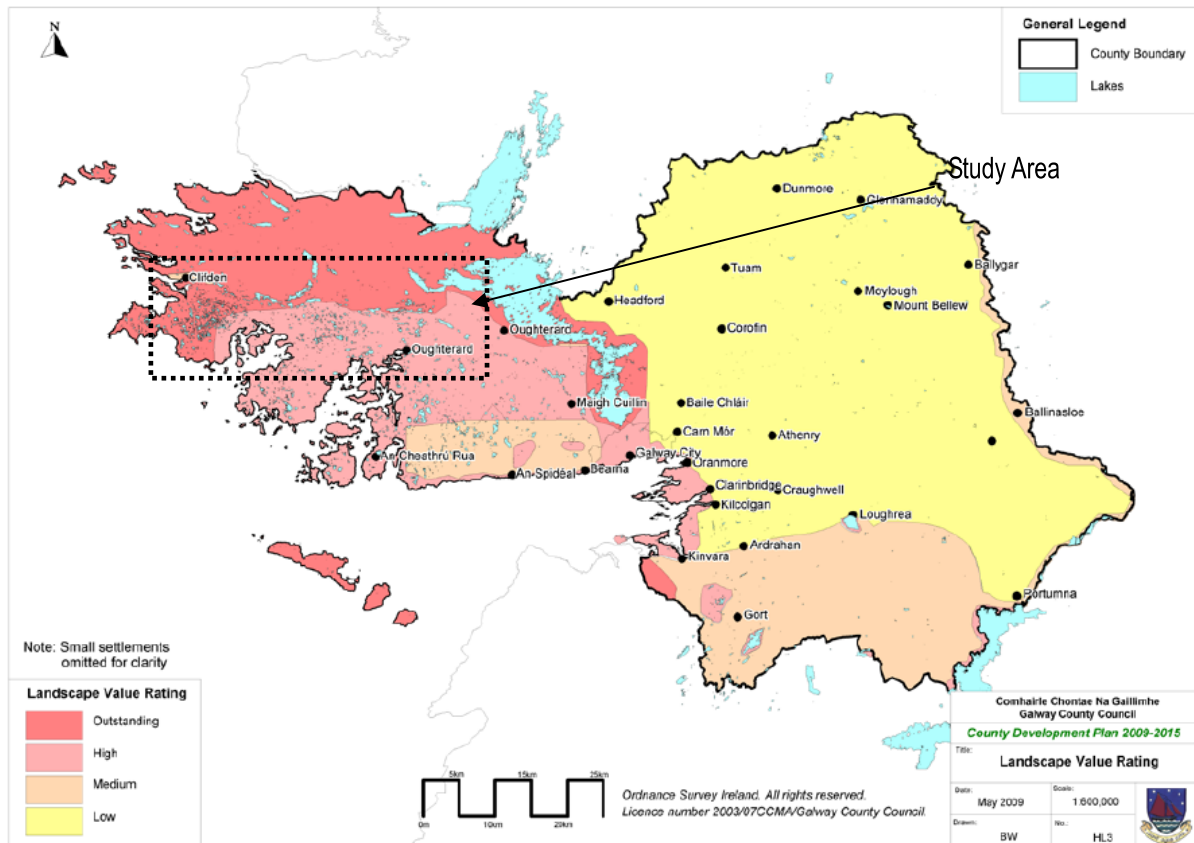 N
General Legend
County Boundary
Lakes
Study Area
Dunmore
Glennamaddy
Clifden
Tuam
Ballygar
Headford
Moylough
Mount Bellew
Oughterard
Corofin
Oughterard
Maigh Cuilinn
Baile Chláir
Ballinasloe
Carn Mór
Athenry
An Cheathrú Rua
Galway City
Oranmore
An Spidéal
Bearna
Clarinbridge
Craughwell
Kilcolgan
Loughrea
Ardrahan
Kinvara
Portumna
Gort
Note: Small settlements
omitted for clarity
Landscape Value Rating
Outstanding
High
Medium
Low
5km
15km
25km
0m
10km
20km
Ordnance Survey Ireland. All rights reserved.
Licence number 2003/07CCMA/Galway County Council.
Comhairle Chontae Na Gaillimhe
Galway County Council
County Development Plan 2009-2015
Title:
Landscape Value Rating
Date:
May 2009
Scale:
1:600,000
Drawn:
BW
No.:
HL3